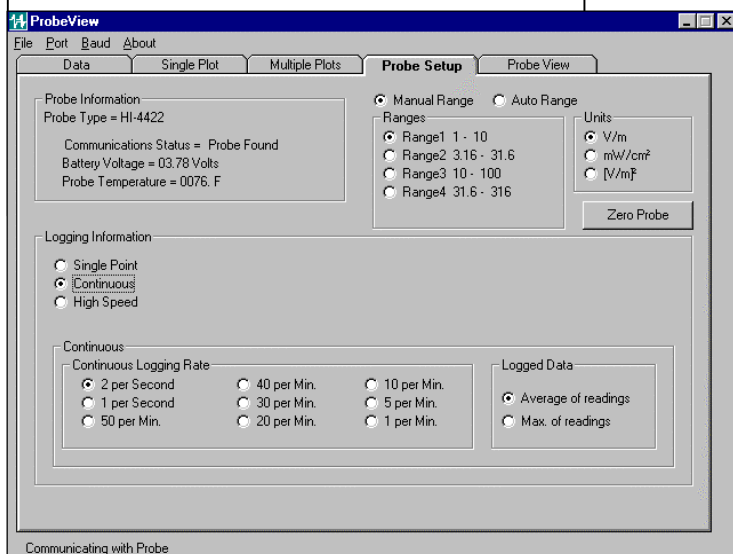 ProbeView
File Port Baud About
Data Single Plot Multiple Plots Probe Setup Probe View
Probe Information
Probe Type = HI-4422
Communications Status = Probe Found
Battery Voltage = 03.78 Volts
Probe Temperature = 0076. F
Manual Range Auto Range
Ranges
Range1 1 - 10
Range2 3.16 - 31.6
Range3 10 - 100
Range4 31.6 - 316
Units
V/m
mW/cm²
[V/m]²
Zero Probe
Logging Information
Single Point
Continuous
High Speed
Continuous
Continuous Logging Rate
2 per Second 40 per Min. 10 per Min.
1 per Second 30 per Min. 5 per Min.
50 per Min. 20 per Min. 1 per Min.
Logged Data
Average of readings
Max. of readings
Communicating with Probe